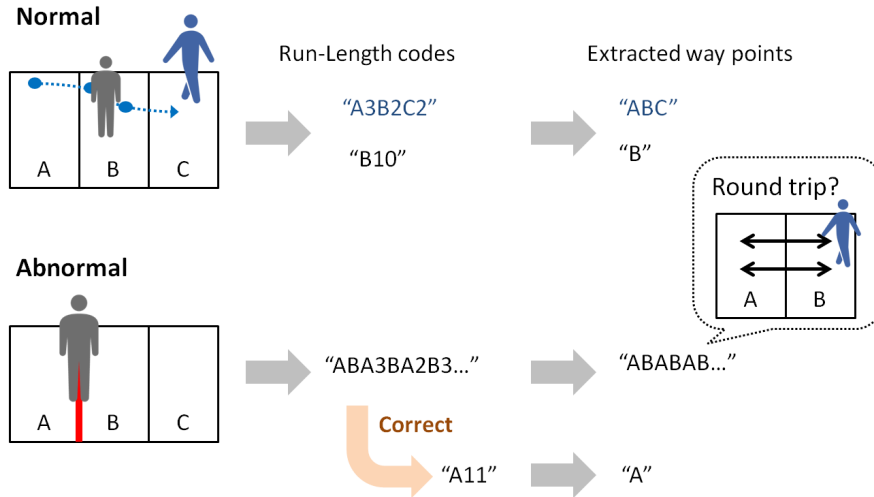 Normal
Run-Length codes
Extracted way points
“A3B2C2”
“ABC”
“B10”
“B”
A B C
Round trip?
A B
Abnormal
“ABA3BA2B3...”
“ABABAB...”
A B C
Correct
“A11”
“A”